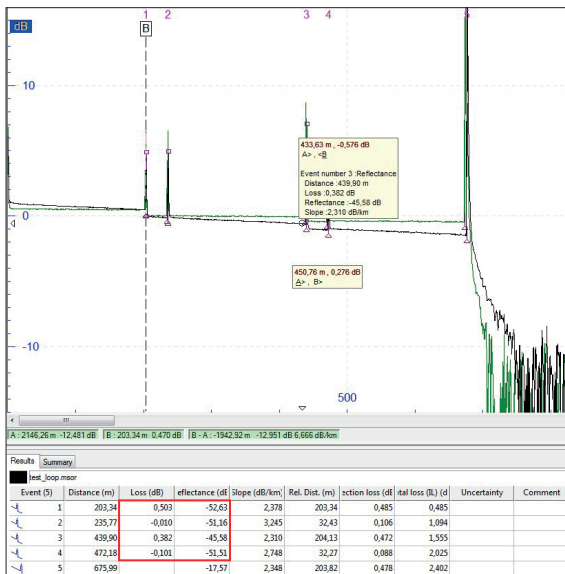 1 2 3 4 5
dB
B
10
433,63 m , -0,576 dB
A> , <B
Event number 3 :Reflectance
Distance :439,90 m
Loss :0,382 dB
Reflectance :-45,58 dB
Slope :2,310 dB/km
0
450,76 m , 0,276 dB
A> , B>
-10
500
A : 2146,26 m -12,481 dB B : 203,34 m 0,470 dB B - A : -1942,92 m -12,951 dB 6,666 dB/km
Results Summary
test_loop.msor
Event (5) Distance (m) Loss (dB) eflectance (dE Slope (dB/km) Rel. Dist. (m) ection loss (dE otal loss (IL) (d Uncertainty Comment
1 203,34 0,503 -52,63 2,378 203,34 0,485 0,485
2 235,77 -0,010 -51,16 3,245 32,43 0,106 1,094
3 439,90 0,382 -45,58 2,310 204,13 0,472 1,555
4 472,18 -0,101 -51,51 2,748 32,27 0,088 2,025
5 675,99 -17,57 2,348 203,82 0,478 2,402